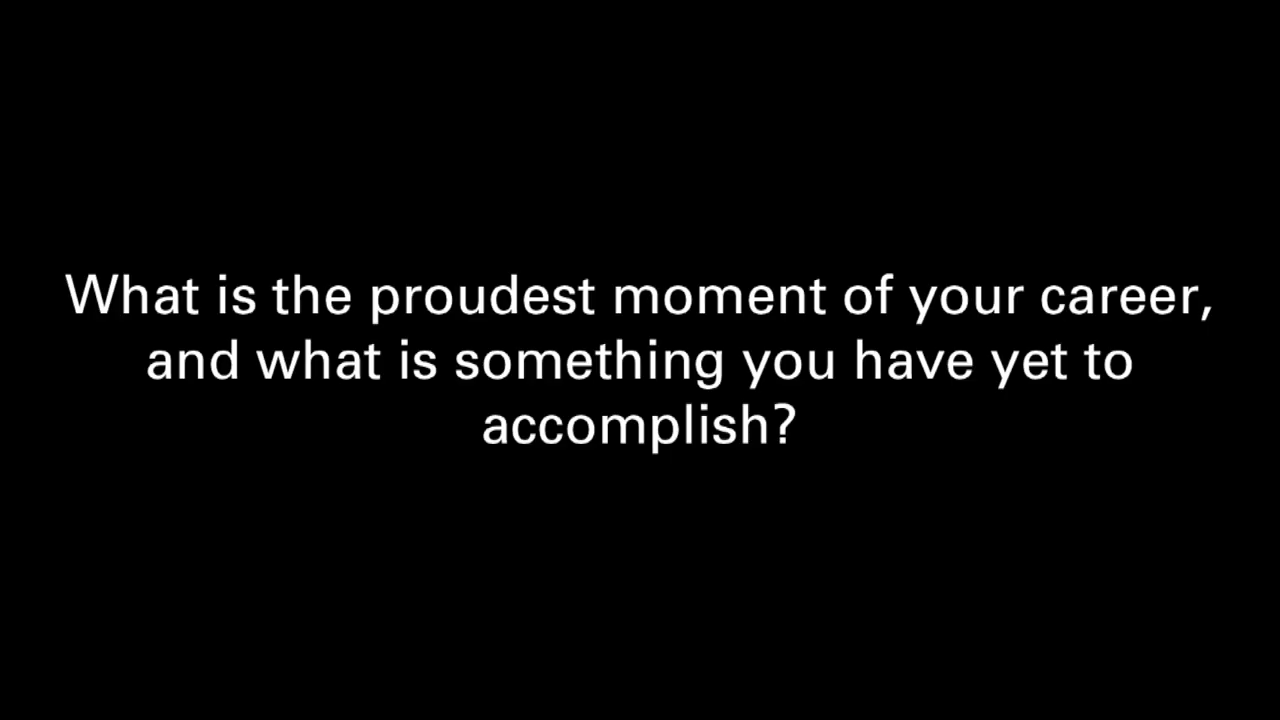 What is the proudest moment of your career,
and what is something you have yet to
accomplish?